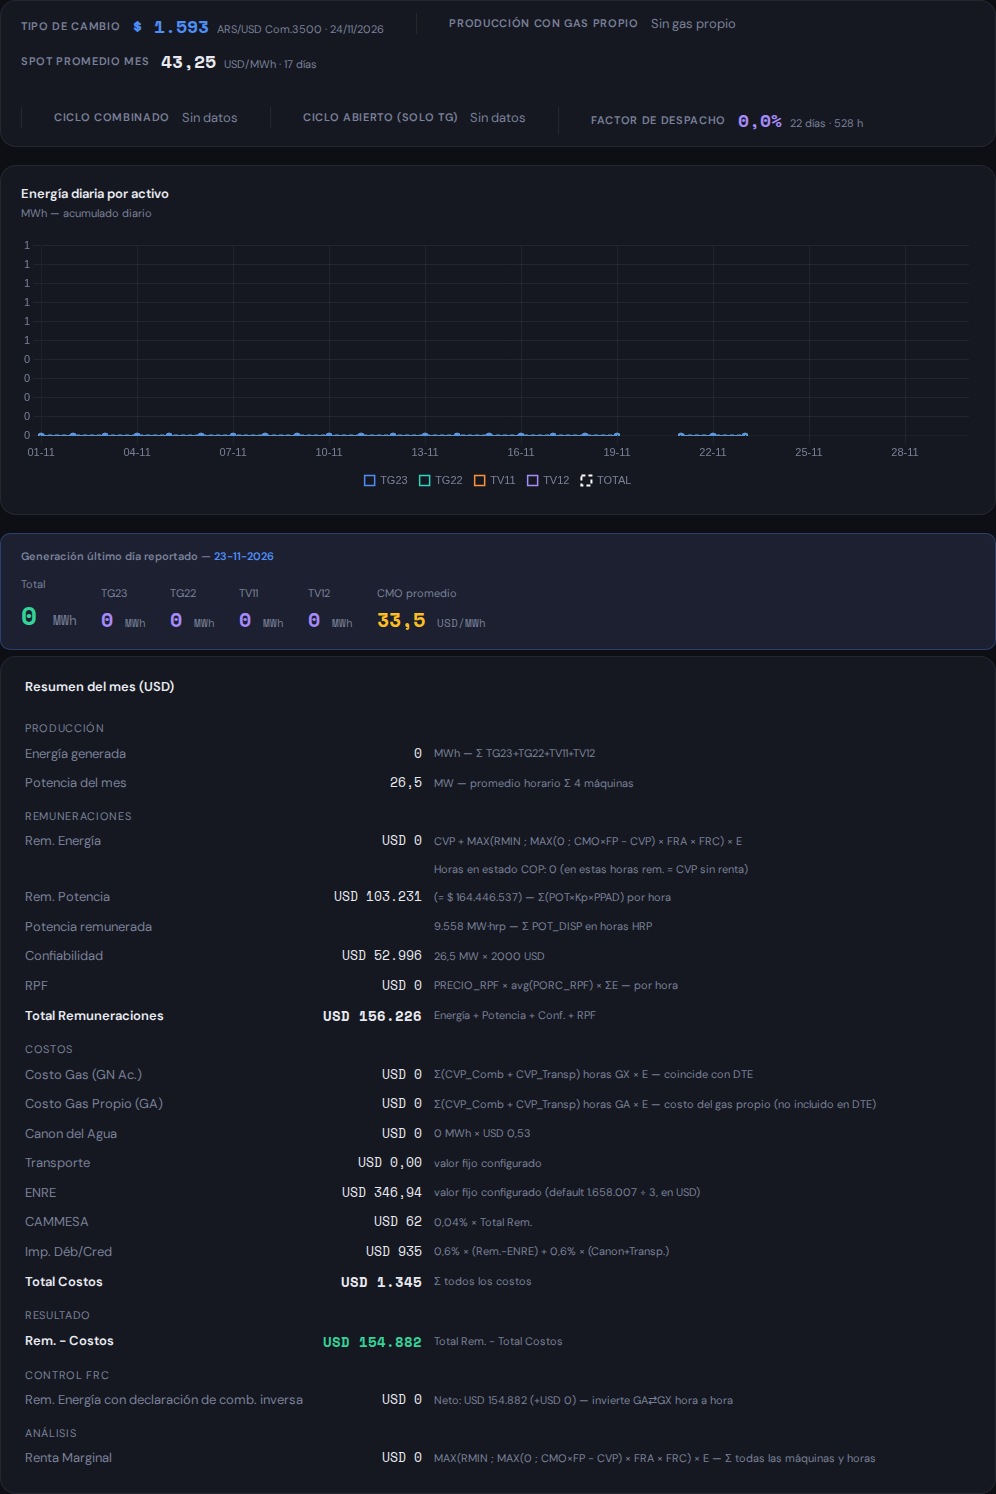 TIPO DE CAMBIO $ 1.593 ARS/USD Com.3500 · 24/11/2026 PRODUCCIÓN CON GAS PROPIO Sin gas propio
SPOT PROMEDIO MES 43,25 USD/MWh · 17 días
CICLO COMBINADO Sin datos CICLO ABIERTO (SOLO TG) Sin datos FACTOR DE DESPACHO 0,0% 22 días · 528 h
Energía diaria por activo
MWh — acumulado diario
1
1
1
1
1
1
0
0
0
0
0
01-11 04-11 07-11 10-11 13-11 16-11 19-11 22-11 25-11 28-11
TG23 TG22 TV11 TV12 TOTAL
Generación último día reportado — 23-11-2026
Total TG23 TG22 TV11 TV12 CMO promedio
0 MWh 0 MWh 0 MWh 0 MWh 0 MWh 33,5 USD/MWh
Resumen del mes (USD)
PRODUCCIÓN
Energía generada 0 MWh — Σ TG23+TG22+TV11+TV12
Potencia del mes 26,5 MW — promedio horario Σ 4 máquinas
REMUNERACIONES
Rem. Energía USD 0 CVP + MAX(RMIN ; MAX(0 ; CMO×FP − CVP) × FRA × FRC) × E
Horas en estado COP: 0 (en estas horas rem. = CVP sin renta)
Rem. Potencia USD 103.231 (= $ 164.446.537) — Σ(POT×Kp×PPAD) por hora
Potencia remunerada 9.558 MW·hrp — Σ POT_DISP en horas HRP
Confiabilidad USD 52.996 26,5 MW × 2000 USD
RPF USD 0 PRECIO_RPF × avg(PORC_RPF) × ΣE — por hora
Total Remuneraciones USD 156.226 Energía + Potencia + Conf. + RPF
COSTOS
Costo Gas (GN Ac.) USD 0 Σ(CVP_Comb + CVP_Transp) horas GX × E — coincide con DTE
Costo Gas Propio (GA) USD 0 Σ(CVP_Comb + CVP_Transp) horas GA × E — costo del gas propio (no incluido en DTE)
Canon del Agua USD 0 0 MWh × USD 0,53
Transporte USD 0,00 valor fijo configurado
ENRE USD 346,94 valor fijo configurado (default 1.658.007 ÷ 3, en USD)
CAMMESA USD 62 0,04% × Total Rem.
Imp. Déb/Cred USD 935 0,6% × (Rem.−ENRE) + 0,6% × (Canon+Transp.)
Total Costos USD 1.345 Σ todos los costos
RESULTADO
Rem. − Costos USD 154.882 Total Rem. − Total Costos
CONTROL FRC
Rem. Energía con declaración de comb. inversa USD 0 Neto: USD 154.882 (+USD 0) — invierte GA⇄GX hora a hora
ANÁLISIS
Renta Marginal USD 0 MAX(RMIN ; MAX(0 ; CMO×FP − CVP) × FRA × FRC) × E — Σ todas las máquinas y horas